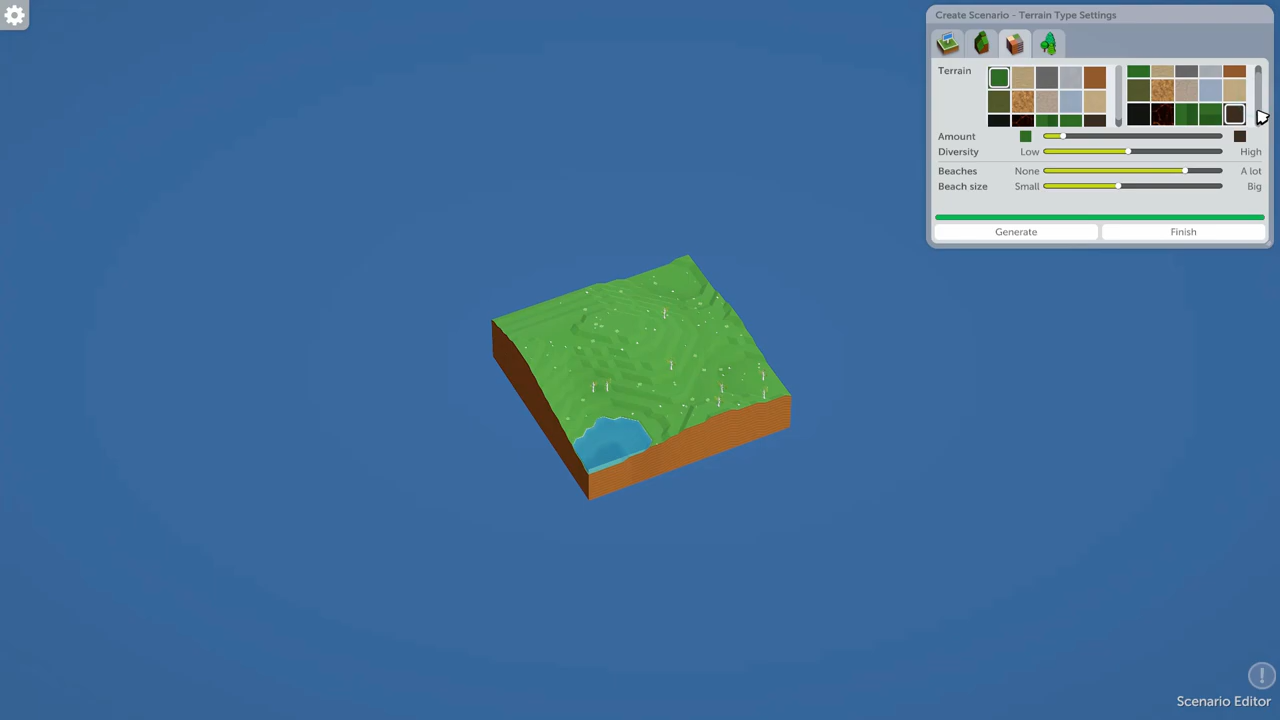 Create Scenario - Terrain Type Settings
Terrain
Amount
Diversity Low High
Beaches None A lot
Beach size Small Big
Generate Finish
Scenario Editor